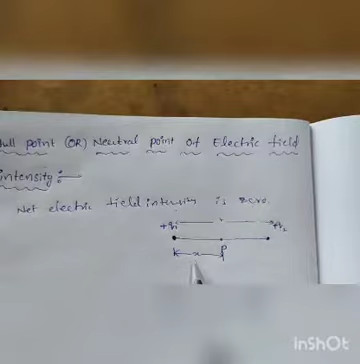 Null point (OR) Neutral point of Electric field
intensity :-
Net electric field intensity is zero.
+q₁ r +q₂
x P
InShOt